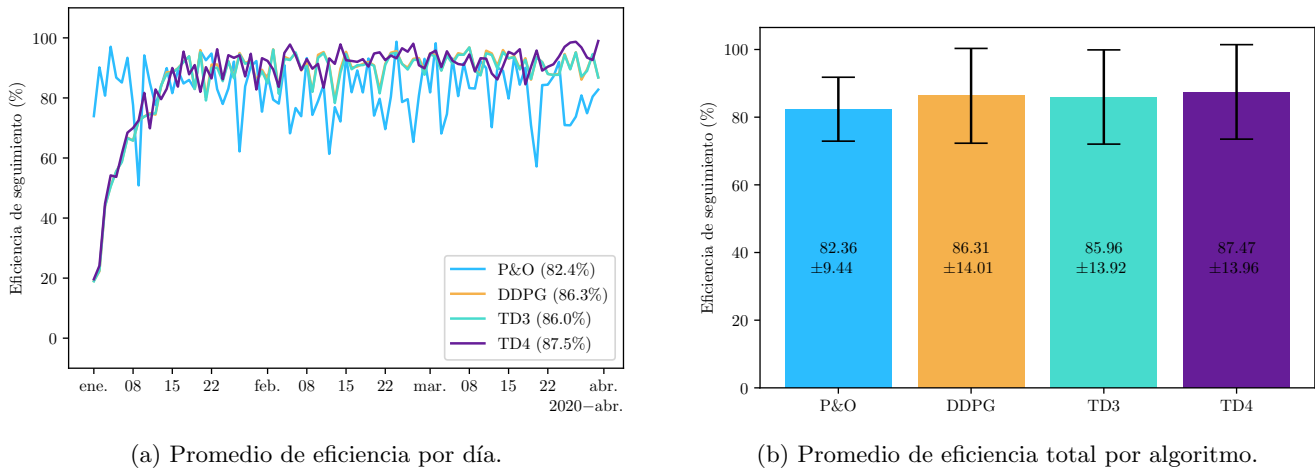 Eficiencia de seguimiento (%)
100
80
60
40
20
0
P&O (82.4%)
DDPG (86.3%)
TD3 (86.0%)
TD4 (87.5%)
ene. 08 15 22 feb. 08 15 22 mar. 08 15 22 abr.
2020−abr.
(a) Promedio de eficiencia por día.
Eficiencia de seguimiento (%)
100
80
60
40
20
0
82.36
±9.44
86.31
±14.01
85.96
±13.92
87.47
±13.96
P&O DDPG TD3 TD4
(b) Promedio de eficiencia total por algoritmo.